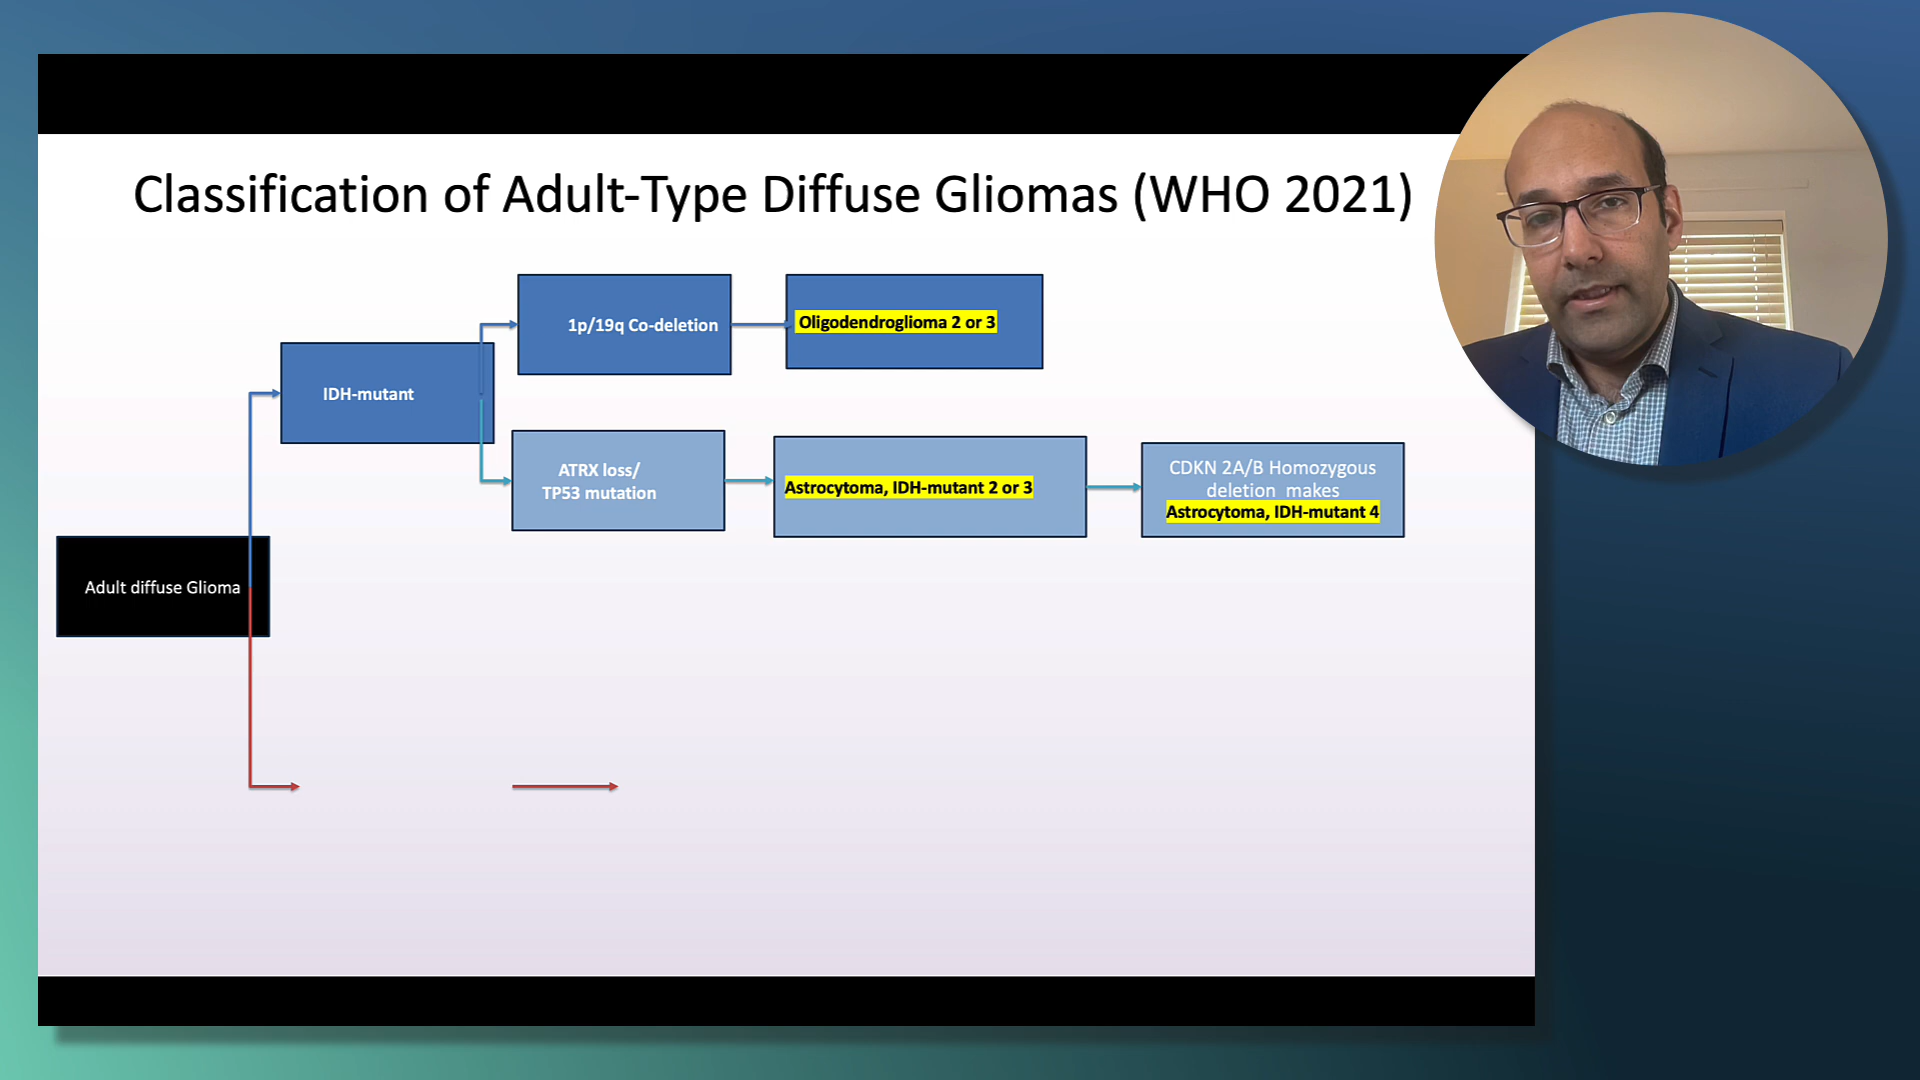 Classification of Adult-Type Diffuse Gliomas (WHO 2021)
1p/19q Co-deletion
Oligodendroglioma 2 or 3
IDH-mutant
ATRX loss/
TP53 mutation
Astrocytoma, IDH-mutant 2 or 3
CDKN 2A/B Homozygous
deletion makes
Astrocytoma, IDH-mutant 4
Adult diffuse Glioma